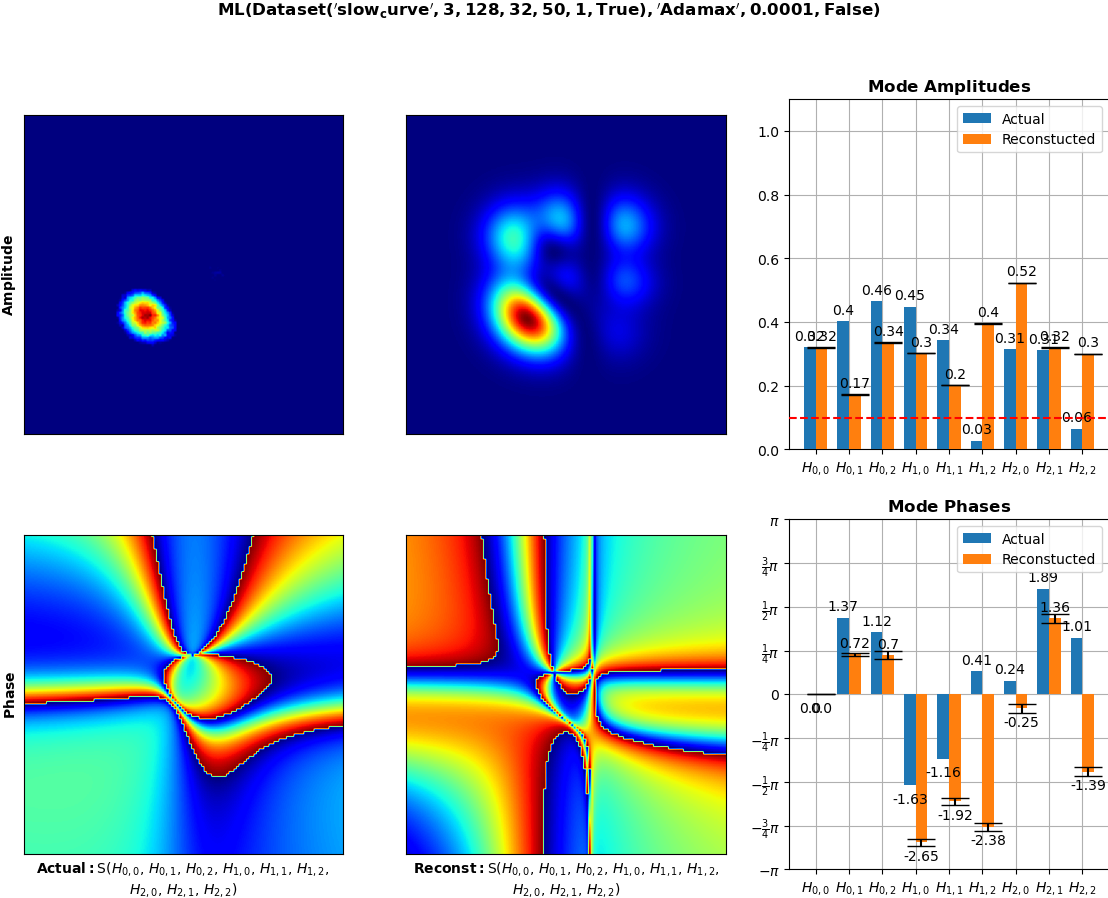 ML(Dataset('slow_curve', 3, 128, 32, 50, 1, True), 'Adamax', 0.0001, False)
Amplitude
Mode Amplitudes
Actual
Reconstucted
1.0
0.8
0.6
0.4
0.2
0.0
0.32 0.32 0.4 0.17 0.46 0.34 0.45 0.3 0.34 0.2 0.03 0.4 0.31 0.52 0.31 0.32 0.06 0.3
H0,0 H0,1 H0,2 H1,0 H1,1 H1,2 H2,0 H2,1 H2,2
Phase
Actual: S(H0,0, H0,1, H0,2, H1,0, H1,1, H1,2,
H2,0, H2,1, H2,2)
Reconst: S(H0,0, H0,1, H0,2, H1,0, H1,1, H1,2,
H2,0, H2,1, H2,2)
Mode Phases
Actual
Reconstucted
π
3/4π
1/2π
1/4π
0
−1/4π
−1/2π
−3/4π
−π
0.0 0.0 1.37 0.72 1.12 0.7 -1.63 -2.65 -1.16 -1.92 0.41 -2.38 0.24 -0.25 1.89 1.36 1.01 -1.39
H0,0 H0,1 H0,2 H1,0 H1,1 H1,2 H2,0 H2,1 H2,2